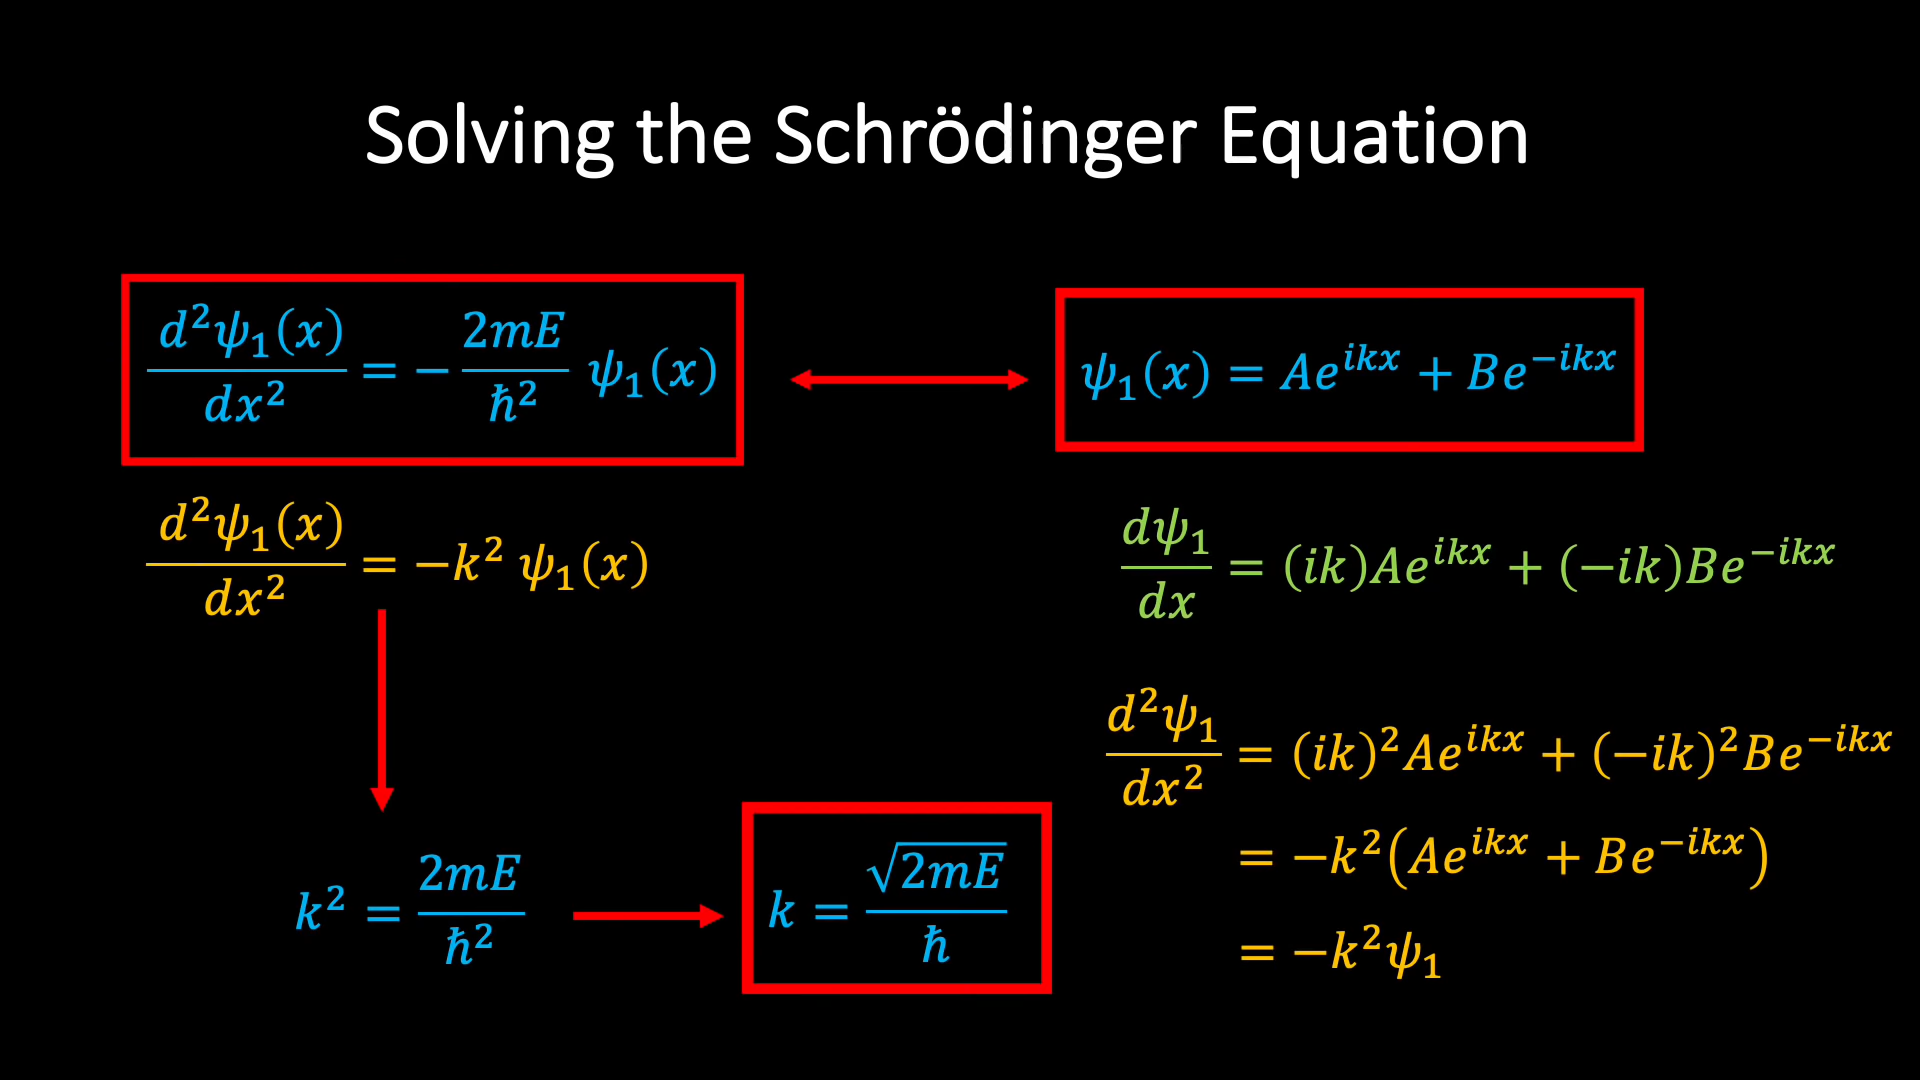 Solving the Schrödinger Equation
d²ψ₁(x)/dx² = − 2mE/ħ² ψ₁(x)
ψ₁(x) = Ae^{ikx} + Be^{−ikx}
d²ψ₁(x)/dx² = −k² ψ₁(x)
dψ₁/dx = (ik)Ae^{ikx} + (−ik)Be^{−ikx}
d²ψ₁/dx² = (ik)²Ae^{ikx} + (−ik)²Be^{−ikx}
= −k²(Ae^{ikx} + Be^{−ikx})
= −k²ψ₁
k² = 2mE/ħ²
k = √(2mE)/ħ